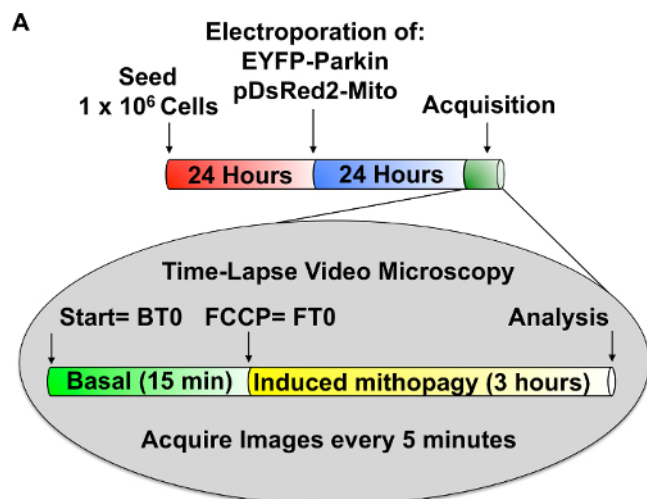 A
Electroporation of:
EYFP-Parkin
pDsRed2-Mito
Seed
1 x 10⁶ Cells
Acquisition
24 Hours
24 Hours
Time-Lapse Video Microscopy
Start= BT0
FCCP= FT0
Analysis
Basal (15 min)
Induced mithopagy (3 hours)
Acquire Images every 5 minutes